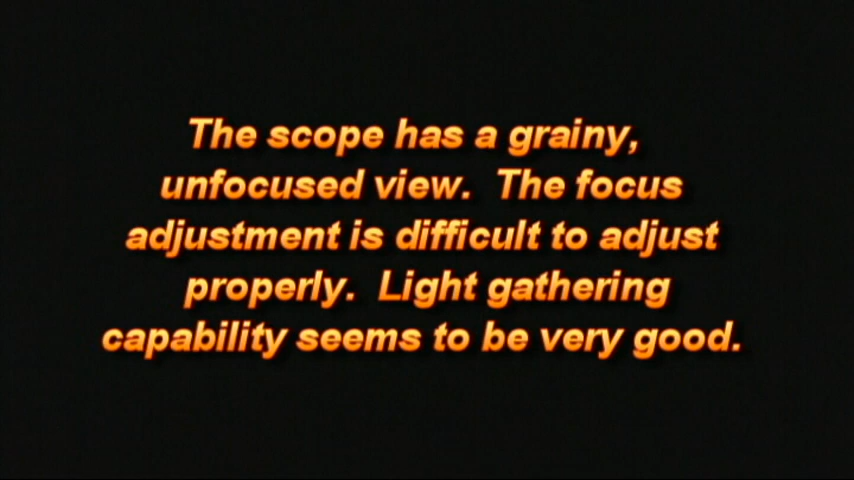 The scope has a grainy,
unfocused view.  The focus
adjustment is difficult to adjust
properly.  Light gathering
capability seems to be very good.